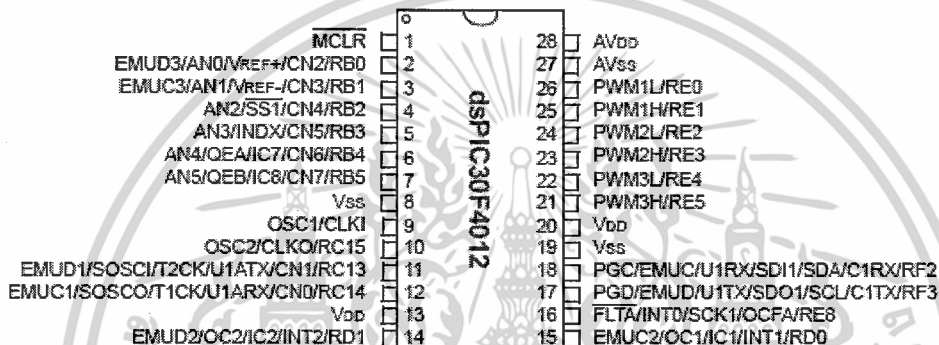 MCLR 1 28 AVDD
EMUD3/AN0/VREF+/CN2/RB0 2 27 AVSS
EMUC3/AN1/VREF-/CN3/RB1 3 26 PWM1L/RE0
AN2/SS1/CN4/RB2 4 25 PWM1H/RE1
AN3/INDX/CN5/RB3 5 24 PWM2L/RE2
AN4/QEA/IC7/CN6/RB4 6 23 PWM2H/RE3
AN5/QEB/IC8/CN7/RB5 7 22 PWM3L/RE4
Vss 8 21 PWM3H/RE5
OSC1/CLKI 9 20 VDD
OSC2/CLKO/RC15 10 19 Vss
EMUD1/SOSCI/T2CK/U1ATX/CN1/RC13 11 18 PGC/EMUC/U1RX/SDI1/SDA/C1RX/RF2
EMUC1/SOSCO/T1CK/U1ARX/CN0/RC14 12 17 PGD/EMUD/U1TX/SDO1/SCL/C1TX/RF3
VDD 13 16 FLTA/INT0/SCK1/OCFA/RE8
EMUD2/OC2/IC2/INT2/RD1 14 15 EMUC2/OC1/IC1/INT1/RD0
dsPIC30F4012